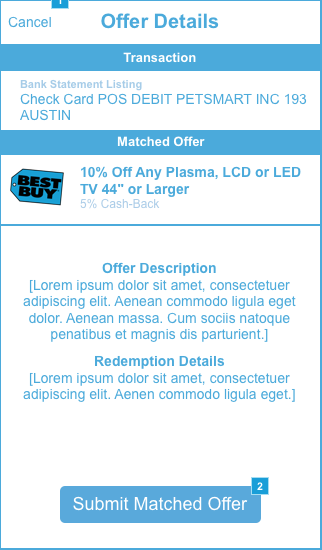 1
Cancel Offer Details
Transaction
Bank Statement Listing
Check Card POS DEBIT PETSMART INC 193
AUSTIN
Matched Offer
BEST
BUY
10% Off Any Plasma, LCD or LED
TV 44" or Larger
5% Cash-Back
Offer Description
[Lorem ipsum dolor sit amet, consectetuer
adipiscing elit. Aenean commodo ligula eget
dolor. Aenean massa. Cum sociis natoque
penatibus et magnis dis parturient.]
Redemption Details
[Lorem ipsum dolor sit amet, consectetuer
adipiscing elit. Aenen commodo ligula eget.]
2
Submit Matched Offer